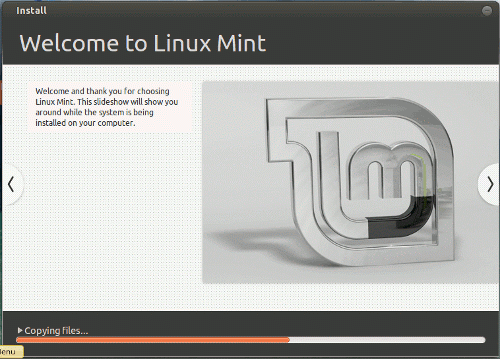 Install
Welcome to Linux Mint
Welcome and thank you for choosing
Linux Mint. This slideshow will show you
around while the system is being
installed on your computer.
Copying files...